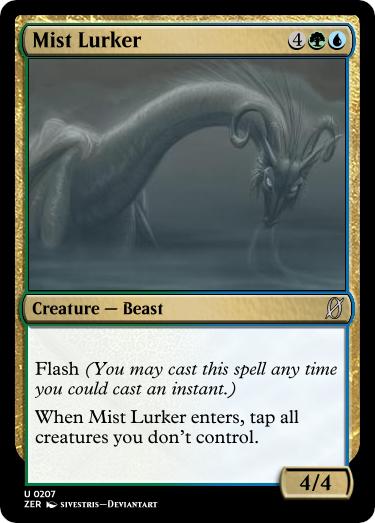 Mist Lurker 4
Creature — Beast
Flash (You may cast this spell any time
you could cast an instant.)
When Mist Lurker enters, tap all
creatures you don't control.
4/4
U 0207
ZER SIVESTRIS—DEVIANTART